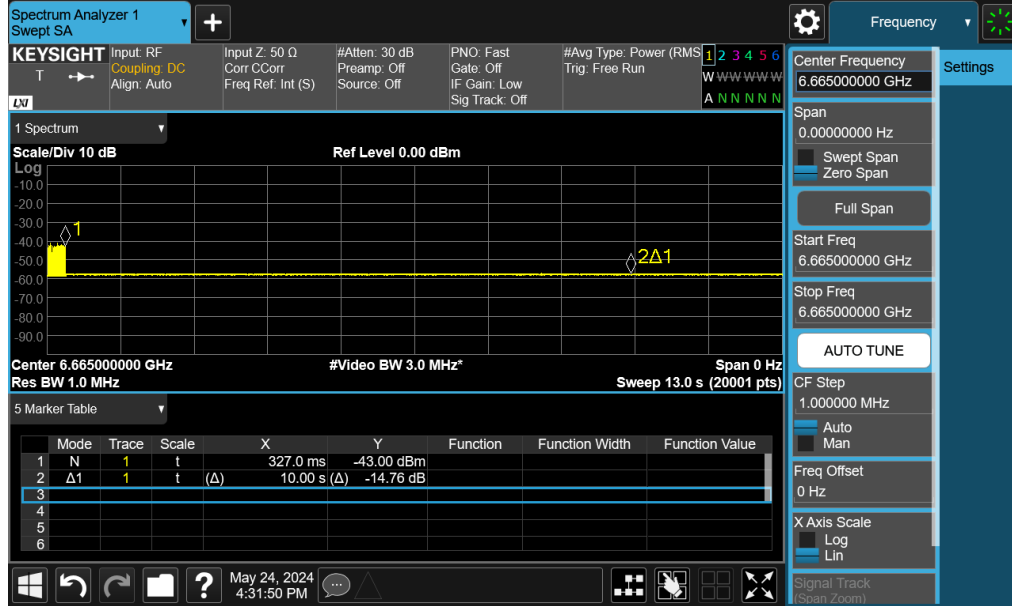 Spectrum Analyzer 1
Swept SA
+
Frequency
KEYSIGHT
T
LXI
Input: RF
Coupling: DC
Align: Auto
Input Z: 50 Ω
Corr CCorr
Freq Ref: Int (S)
#Atten: 30 dB
Preamp: Off
Source: Off
PNO: Fast
Gate: Off
IF Gain: Low
Sig Track: Off
#Avg Type: Power (RMS
Trig: Free Run
1 2 3 4 5 6
W W W W W W
A N N N N N
1 Spectrum
Scale/Div 10 dB
Ref Level 0.00 dBm
Log
-10.0
-20.0
-30.0
-40.0
-50.0
-60.0
-70.0
-80.0
-90.0
1
2Δ1
Center 6.665000000 GHz
#Video BW 3.0 MHz*
Span 0 Hz
Res BW 1.0 MHz
Sweep 13.0 s (20001 pts)
5 Marker Table
Mode Trace Scale X Y Function Function Width Function Value
1 N 1 t 327.0 ms -43.00 dBm
2 Δ1 1 t (Δ) 10.00 s (Δ) -14.76 dB
3
4
5
6
?
May 24, 2024
4:31:50 PM
Center Frequency
6.665000000 GHz
Settings
Span
0.00000000 Hz
Swept Span
Zero Span
Full Span
Start Freq
6.665000000 GHz
Stop Freq
6.665000000 GHz
AUTO TUNE
CF Step
1.000000 MHz
Auto
Man
Freq Offset
0 Hz
X Axis Scale
Log
Lin
Signal Track
(Span Zoom)